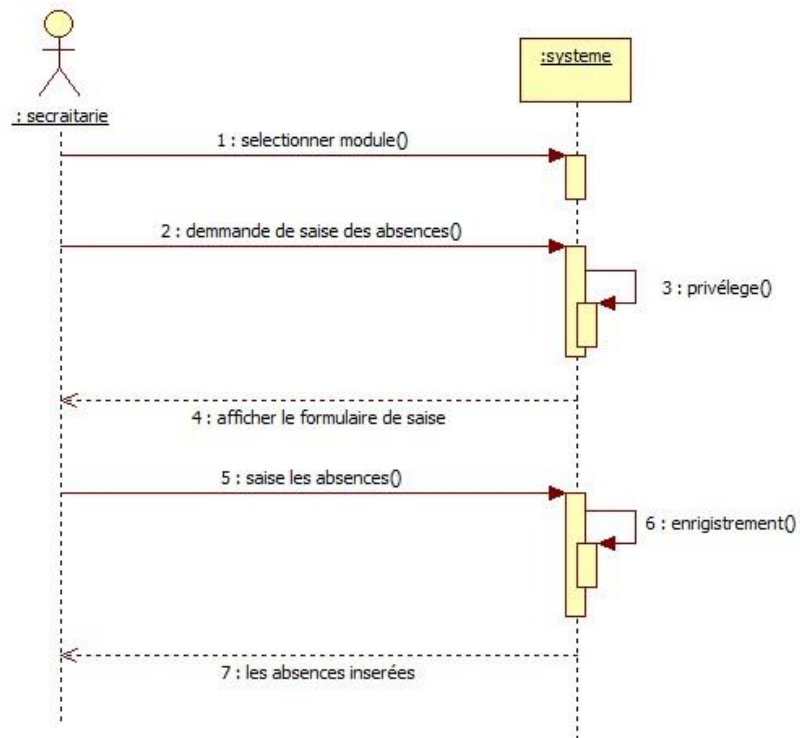 :systeme
: secraitarie
1 : selectionner module()
2 : demmande de saise des absences()
3 : privélege()
4 : afficher le formulaire de saise
5 : saise les absences()
6 : enrigistrement()
7 : les absences inserées